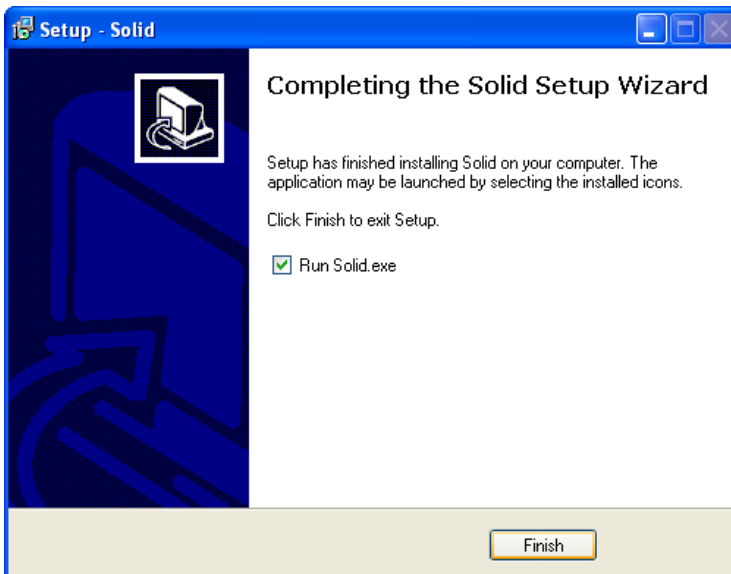 Setup - Solid
Completing the Solid Setup Wizard
Setup has finished installing Solid on your computer. The
application may be launched by selecting the installed icons.
Click Finish to exit Setup.
Run Solid.exe
Finish